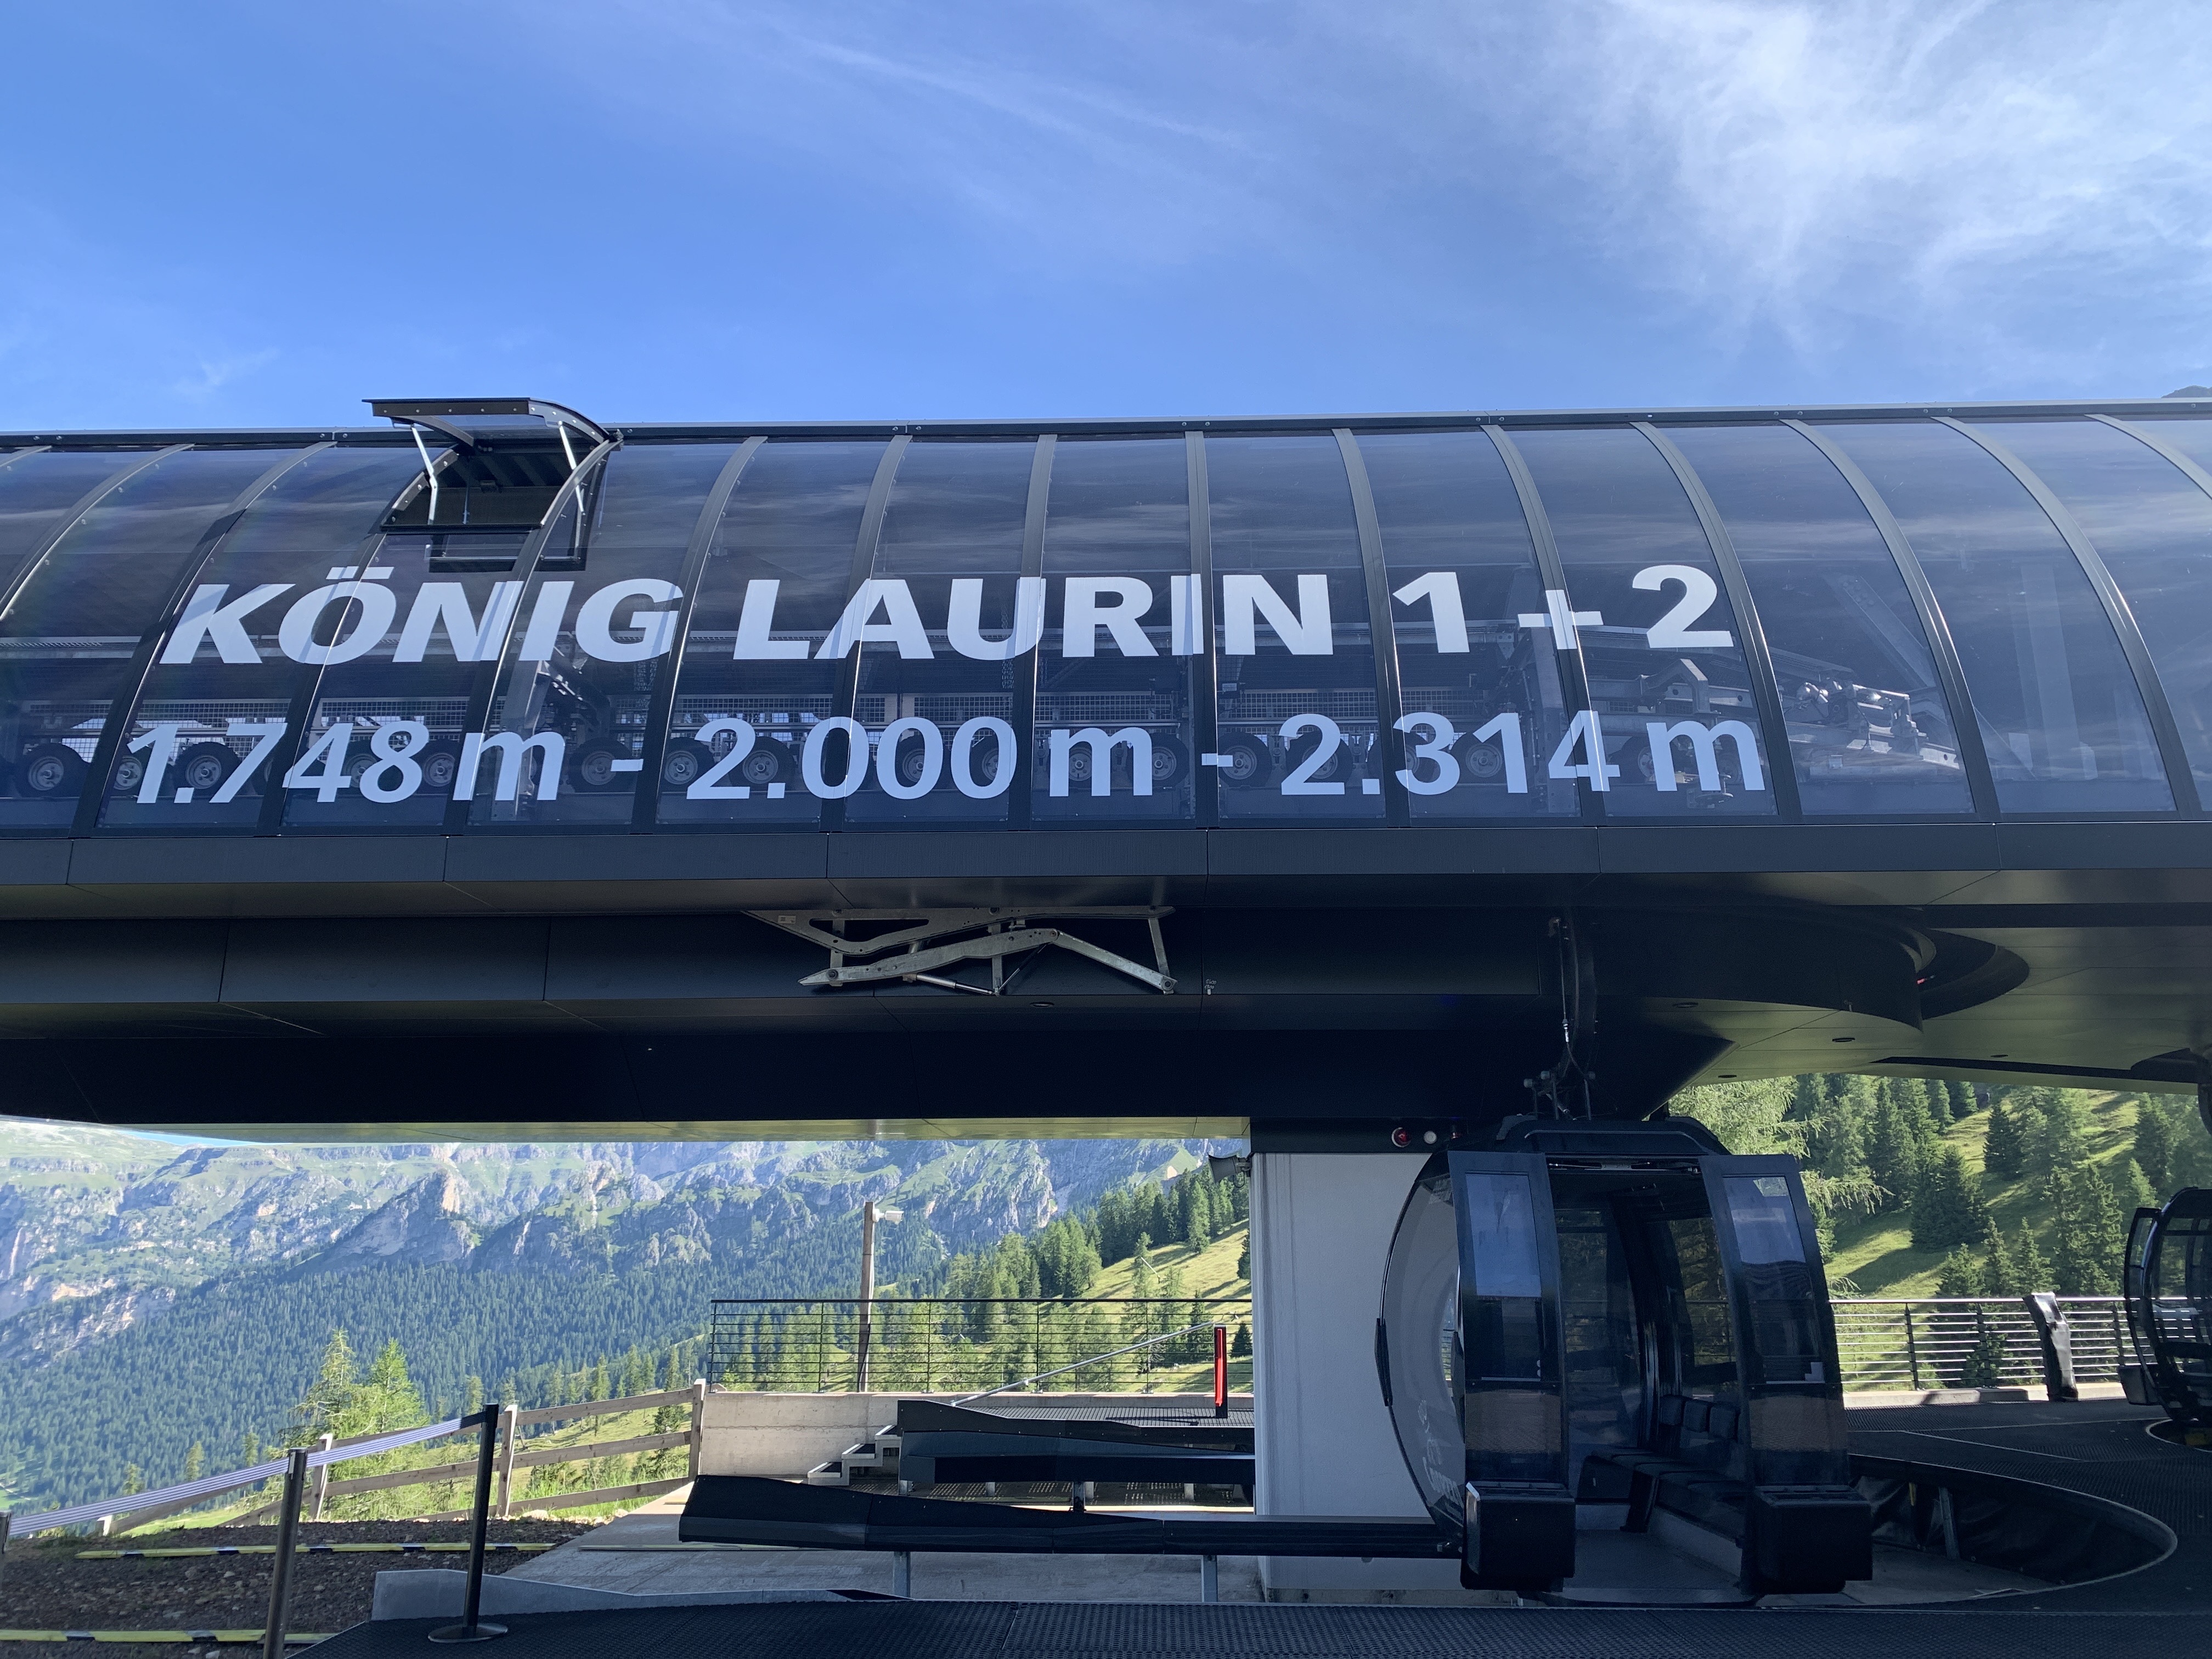 KÖNIG LAURIN 1 + 2
1.748 m - 2.000 m - 2.314 m